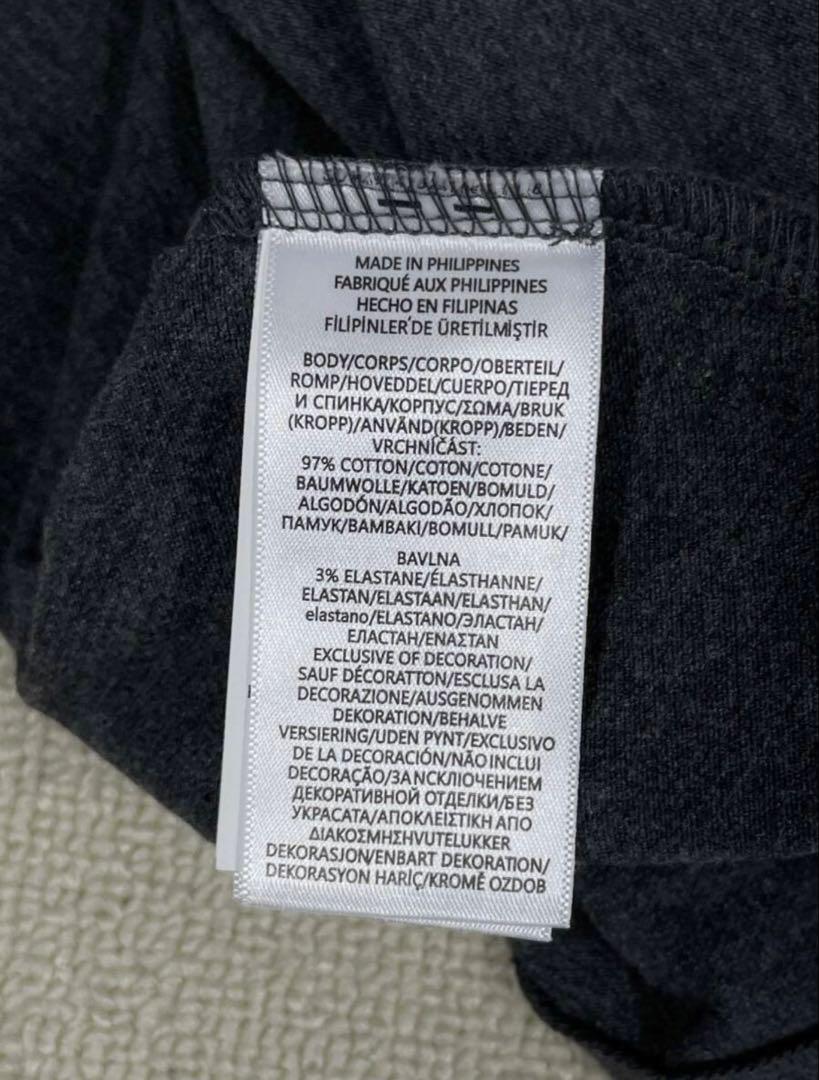 MADE IN PHILIPPINES
FABRIQUÉ AUX PHILIPPINES
HECHO EN FILIPINAS
FİLİPİNLER'DE ÜRETİLMİŞTİR
BODY/CORPS/CORPO/OBERTEIL/
ROMP/HOVEDDEL/CUERPO/ТІЕРЕД
И СПИНКА/КОРПУС/ΣΩΜΑ/BRUK
(KROPP)/ANVÄND(KROPP)/BEDEN/
VRCHNÍČÁST:
97% COTTON/COTON/COTONE/
BAUMWOLLE/KATOEN/BOMULD/
ALGODÓN/ALGODÃO/ХЛОПОК/
ПАМУК/BAMBAKI/BOMULL/PAMUK/
BAVLNA
3% ELASTANE/ÉLASTHANNE/
ELASTAN/ELASTAAN/ELASTHAN/
elastano/ELASTANO/ЭЛАСТАН/
ЕЛАСТАН/ΕΝΑΣΤΑΝ
EXCLUSIVE OF DECORATION/
SAUF DÉCORATTON/ESCLUSA LA
DECORAZIONE/AUSGENOMMEN
DEKORATION/BEHALVE
VERSIERING/UDEN PYNT/EXCLUSIVO
DE LA DECORACIÓN/NÃO INCLUI
DECORAÇÃO/ЗА NСКЛІОЧЕНИЕМ
ДЕКОРАТИВНОЙ ОТДЕЛКИ/БЕЗ
УКРАСАТА/ΑΠΟΚΛΕΙΣΤΙΚΗ ΑΠΟ
ΔΙΑΚΟΣΜΗΣΗVUTELUKKER
DEKORASJON/ENBART DEKORATION/
DEKORASYON HARİÇ/KROMĚ OZDOB